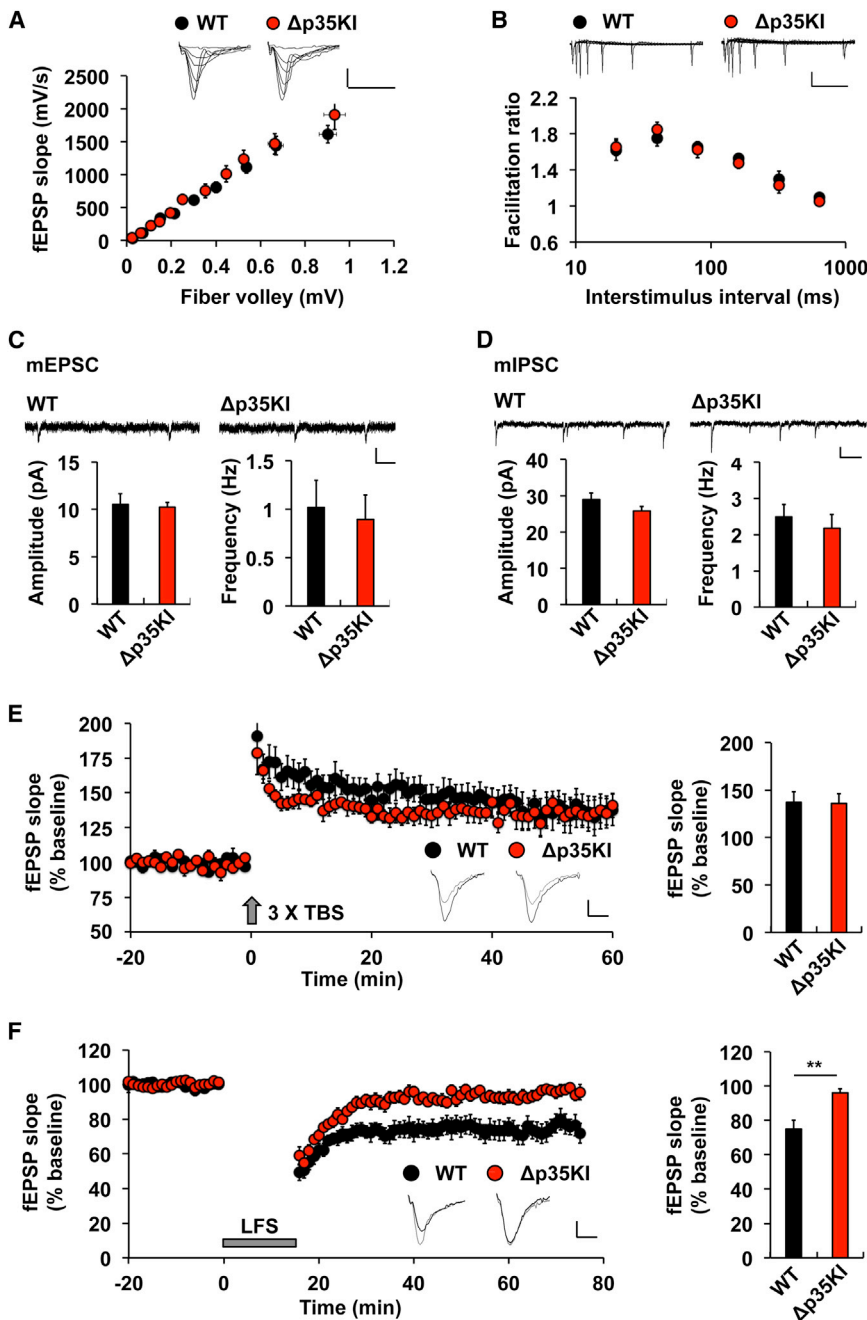 A
WT
Δp35KI
fEPSP slope (mV/s)
2500
2000
1500
1000
500
0
0
0.2
0.4
0.6
0.8
1
1.2
Fiber volley (mV)
B
WT
Δp35KI
Facilitation ratio
2.2
1.8
1.4
1
0.6
10
100
1000
Interstimulus interval (ms)
C
mEPSC
WT
Δp35KI
Amplitude (pA)
15
10
5
0
WT
Δp35KI
Frequency (Hz)
1.5
1
0.5
0
WT
Δp35KI
D
mIPSC
WT
Δp35KI
Amplitude (pA)
40
30
20
10
0
WT
Δp35KI
Frequency (Hz)
4
3
2
1
0
WT
Δp35KI
E
fEPSP slope
(% baseline)
200
175
150
125
100
75
50
WT
Δp35KI
3 X TBS
-20
0
20
40
60
Time (min)
fEPSP slope
(% baseline)
200
150
100
50
0
WT
Δp35KI
F
fEPSP slope
(% baseline)
120
100
80
60
40
20
0
WT
Δp35KI
LFS
-20
0
20
40
60
80
Time (min)
fEPSP slope
(% baseline)
120
100
80
60
40
20
0
**
WT
Δp35KI